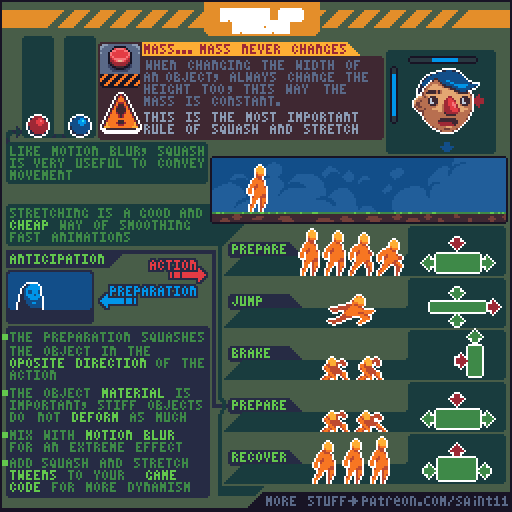 MASS... MASS NEVER CHANGES
WHEN CHANGING THE WIDTH OF
AN OBJECT, ALWAYS CHANGE THE
HEIGHT TOO, THIS WAY THE
MASS IS CONSTANT.
THIS IS THE MOST IMPORTANT
RULE OF SQUASH AND STRETCH
LIKE MOTION BLUR, SQUASH
IS VERY USEFUL TO CONVEY
MOVEMENT
STRETCHING IS A GOOD AND
CHEAP WAY OF SMOOTHING
FAST ANIMATIONS
ANTICIPATION
ACTION
PREPARATION
THE PREPARATION SQUASHES
THE OBJECT IN THE
OPOSITE DIRECTION OF THE
ACTION
THE OBJECT MATERIAL IS
IMPORTANT, STIFF OBJECTS
DO NOT DEFORM AS MUCH
MIX WITH MOTION BLUR
FOR AN EXTREME EFFECT
ADD SQUASH AND STRETCH
TWEENS TO YOUR GAME
CODE FOR MORE DYNAMISM
PREPARE
JUMP
BRAKE
PREPARE
RECOVER
MORE STUFF→PATREON.COM/SAINT11